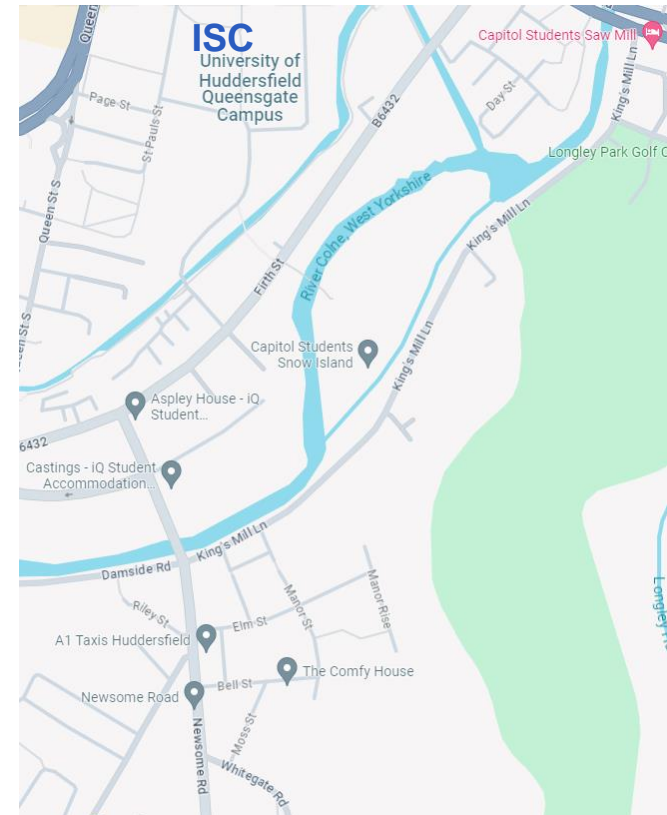 ISC
University of
Huddersfield
Queensgate
Campus
Capitol Students Saw Mill
Queen
Page St
St Pauls St
B6432
Day St
King's Mill Ln
Longley Park Golf C
Queen St S
River Colne, West Yorkshire
King's Mill Ln
Firth St
Capitol Students
Snow Island
King's Mill Ln
een St S
Aspley House - iQ
Student...
6432
Castings - iQ Student
Accommodation...
King's Mill Ln
Damside Rd
Riley St
Manor St
Manor Rise
Elm St
A1 Taxis Huddersfield
The Comfy House
Newsome Road
Bell St
Moss St
Newsome Rd
Whitegate Rd